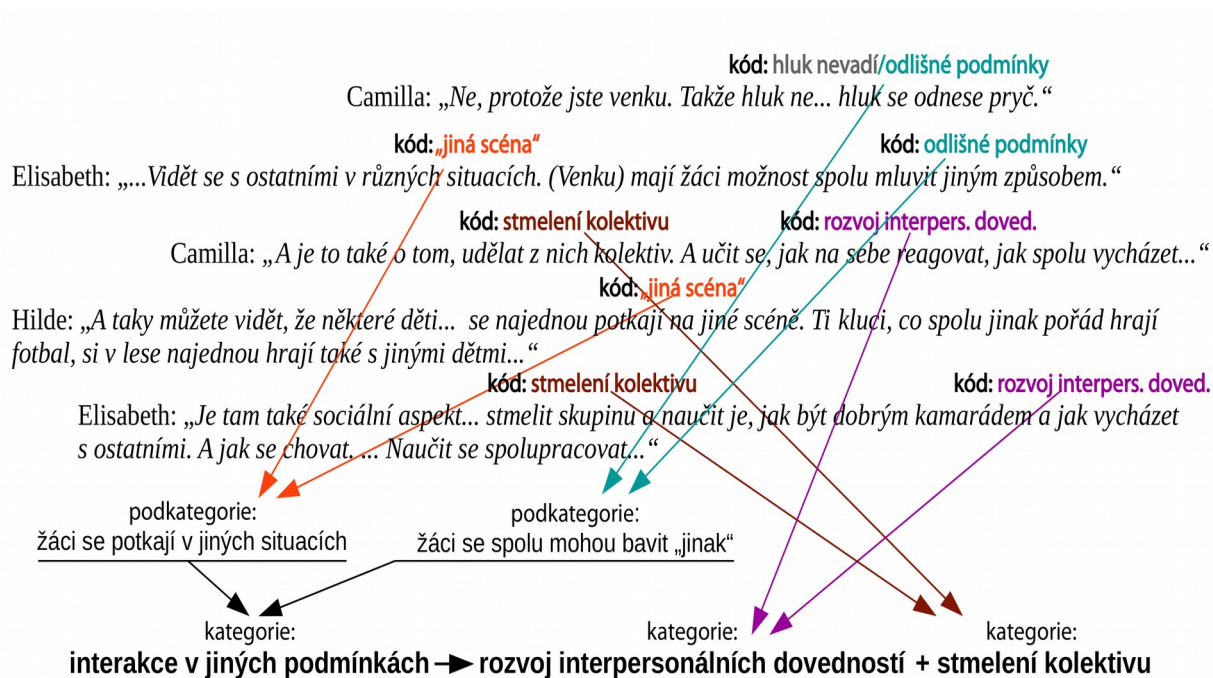 kód: hluk nevadí/odlišné podmínky
Camilla: „Ne, protože jste venku. Takže hluk ne... hluk se odnese pryč.“
kód: „jiná scéna“ kód: odlišné podmínky
Elisabeth: „...Vidět se s ostatními v různých situacích. (Venku) mají žáci možnost spolu mluvit jiným způsobem.“
kód: stmelení kolektivu kód: rozvoj interpers. doved.
Camilla: „A je to také o tom, udělat z nich kolektiv. A učit se, jak na sebe reagovat, jak spolu vycházet...“
kód: „jiná scéna“
Hilde: „A taky můžete vidět, že některé děti... se najednou potkají na jiné scéně. Ti kluci, co spolu jinak pořád hrají
fotbal, si v lese najednou hrají také s jinými dětmi...“
kód: stmelení kolektivu kód: rozvoj interpers. doved.
Elisabeth: „Je tam také sociální aspekt... stmelit skupinu a naučit je, jak být dobrým kamarádem a jak vycházet
s ostatními. A jak se chovat. ... Naučit se spolupracovat...“
podkategorie: podkategorie:
žáci se potkají v jiných situacích žáci se spolu mohou bavit „jinak“
kategorie: kategorie: kategorie:
interakce v jiných podmínkách rozvoj interpersonálních dovedností + stmelení kolektivu